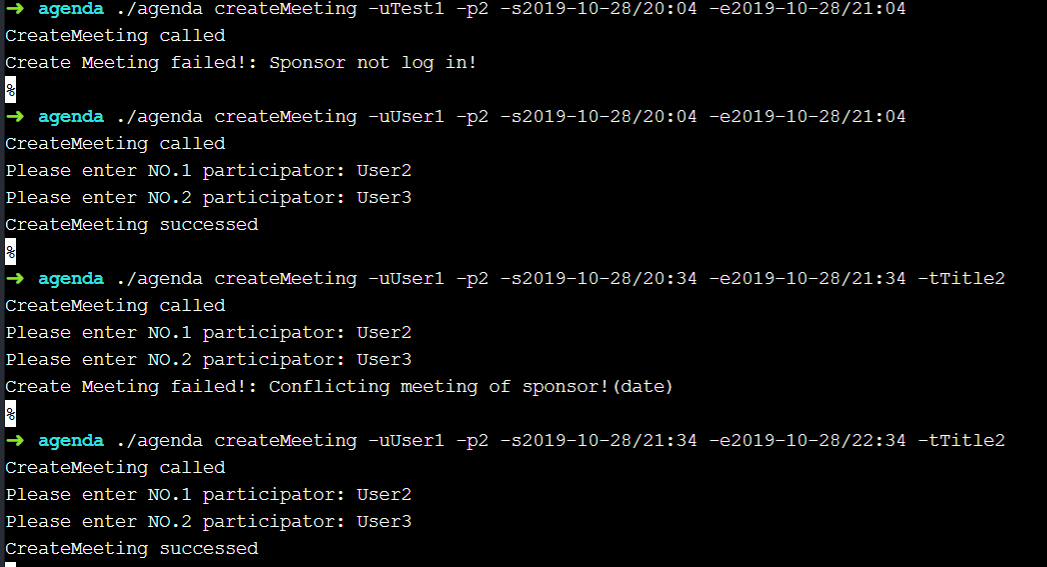 ➜ agenda ./agenda createMeeting -uTest1 -p2 -s2019-10-28/20:04 -e2019-10-28/21:04
CreateMeeting called
Create Meeting failed!: Sponsor not log in!
%
➜ agenda ./agenda createMeeting -uUser1 -p2 -s2019-10-28/20:04 -e2019-10-28/21:04
CreateMeeting called
Please enter NO.1 participator: User2
Please enter NO.2 participator: User3
CreateMeeting successed
%
➜ agenda ./agenda createMeeting -uUser1 -p2 -s2019-10-28/20:34 -e2019-10-28/21:34 -tTitle2
CreateMeeting called
Please enter NO.1 participator: User2
Please enter NO.2 participator: User3
Create Meeting failed!: Conflicting meeting of sponsor!(date)
%
➜ agenda ./agenda createMeeting -uUser1 -p2 -s2019-10-28/21:34 -e2019-10-28/22:34 -tTitle2
CreateMeeting called
Please enter NO.1 participator: User2
Please enter NO.2 participator: User3
CreateMeeting successed